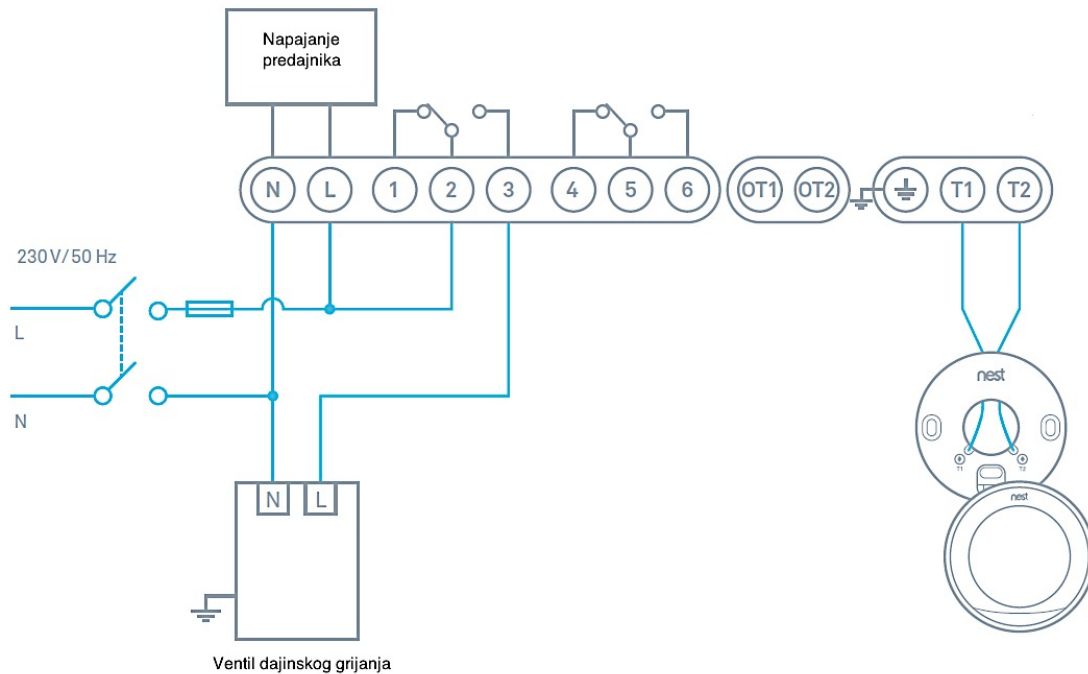 Napajanje
predajnika
N L 1 2 3 4 5 6 OT1 OT2 T1 T2
230 V/50 Hz
L
N
nest
T1 T2
nest
N L
Ventil dajinskog grijanja